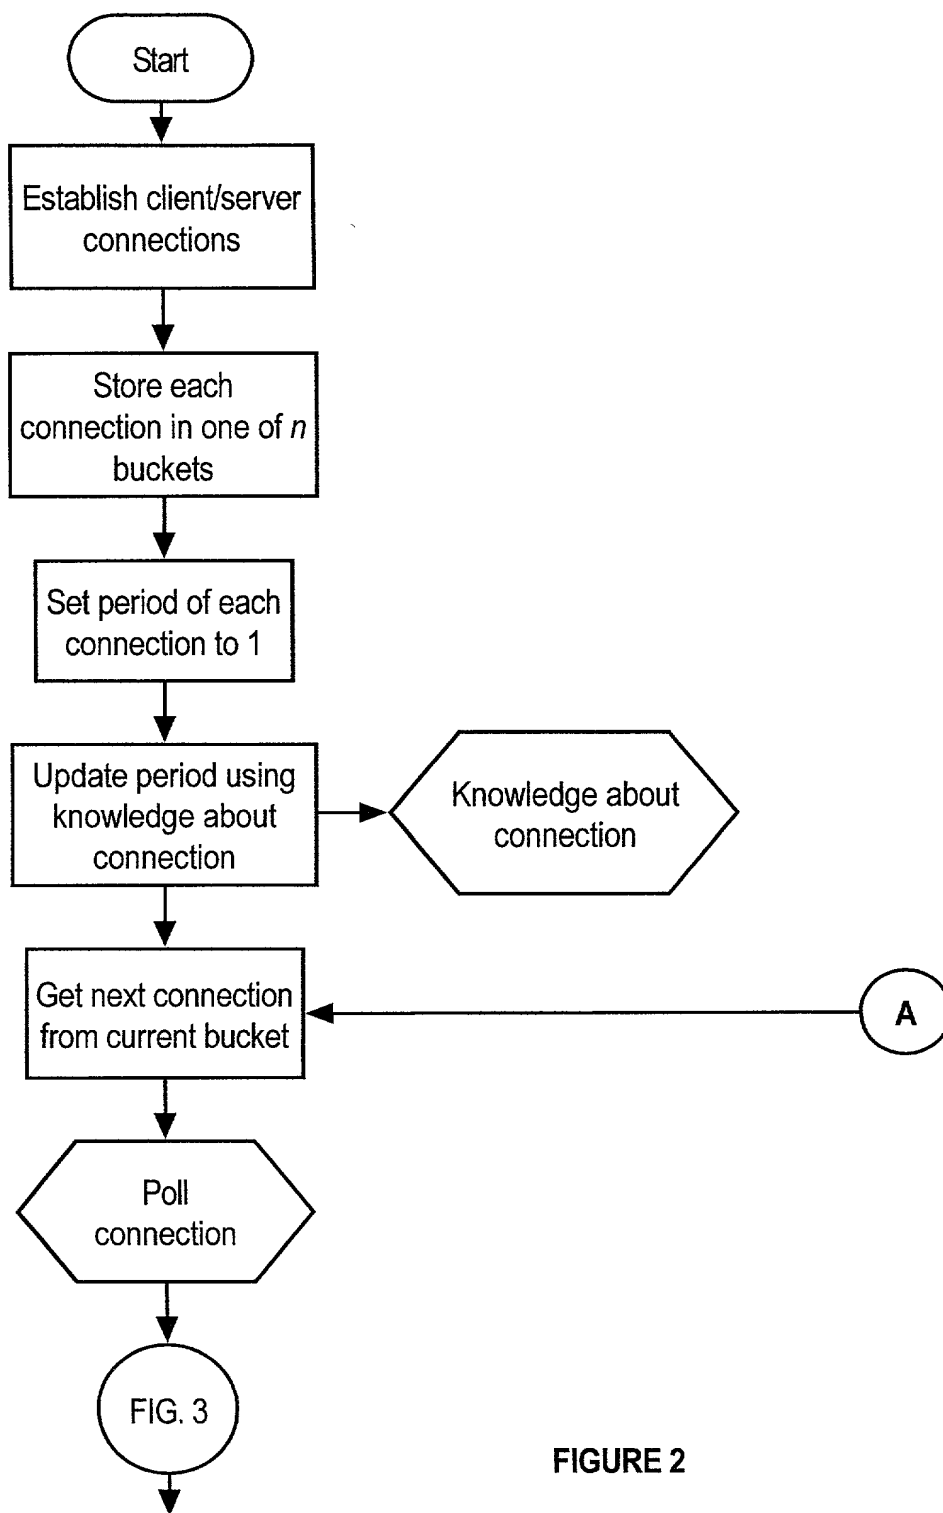 Start
Establish client/server
connections
Store each
connection in one of n
buckets
Set period of each
connection to 1
Update period using
knowledge about
connection
Knowledge about
connection
Get next connection
from current bucket
A
Poll
connection
FIG. 3
FIGURE 2